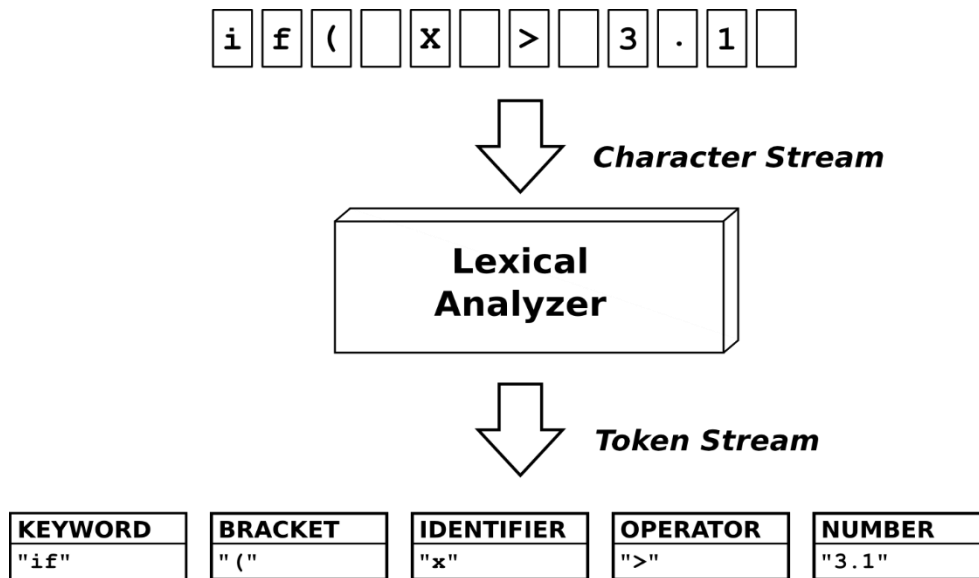 i f ( X > 3 . 1
Character Stream
Lexical
Analyzer
Token Stream
KEYWORD BRACKET IDENTIFIER OPERATOR NUMBER
"if" "(" "x" ">" "3.1"